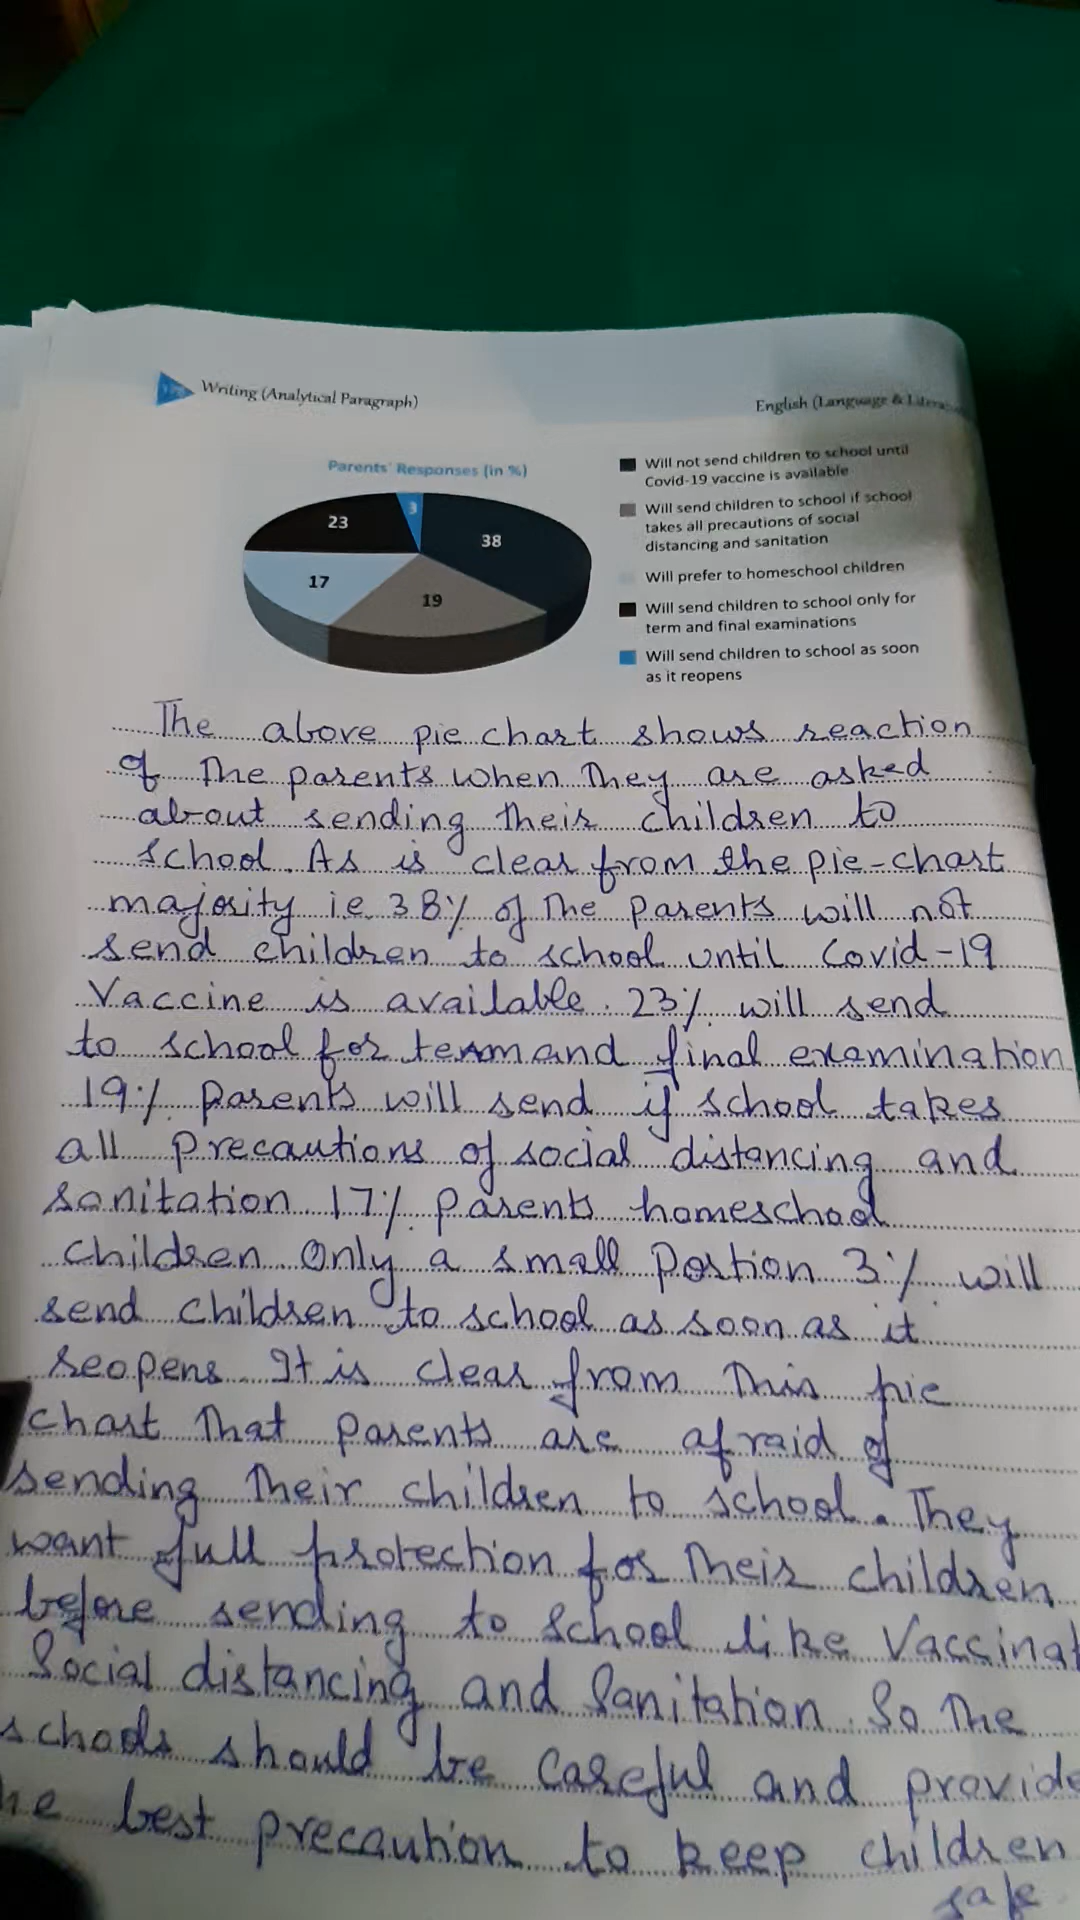 Writing (Analytical Paragraph)
English (Language &
Parents' Responses (in %)
3
23
38
17
19
Will not send children to school until
Covid-19 vaccine is available
Will send children to school if school
takes all precautions of social
distancing and sanitation
Will prefer to homeschool children
Will send children to school only for
term and final examinations
Will send children to school as soon
as it reopens
The above pie chart shows reaction
of the parents when they are asked
about sending their children to
school. As is clear from the pie-chart
majority ie 38% of the parents will not
send children to school until Covid-19
Vaccine is available. 23% will send
to school for term and final examination
19% parents will send if school takes
all precautions of social distancing and
sanitation 17% parents homeschool
children Only a small Portion 3% will
send children to school as soon as it
reopens. It is clear from this pie
chart that parents are afraid of
sending their children to school. They
want full protection for their children
before sending to school like Vaccinat
Social distancing and Sanitation. So the
schools should be careful and provide
he best precaution to keep children
safe